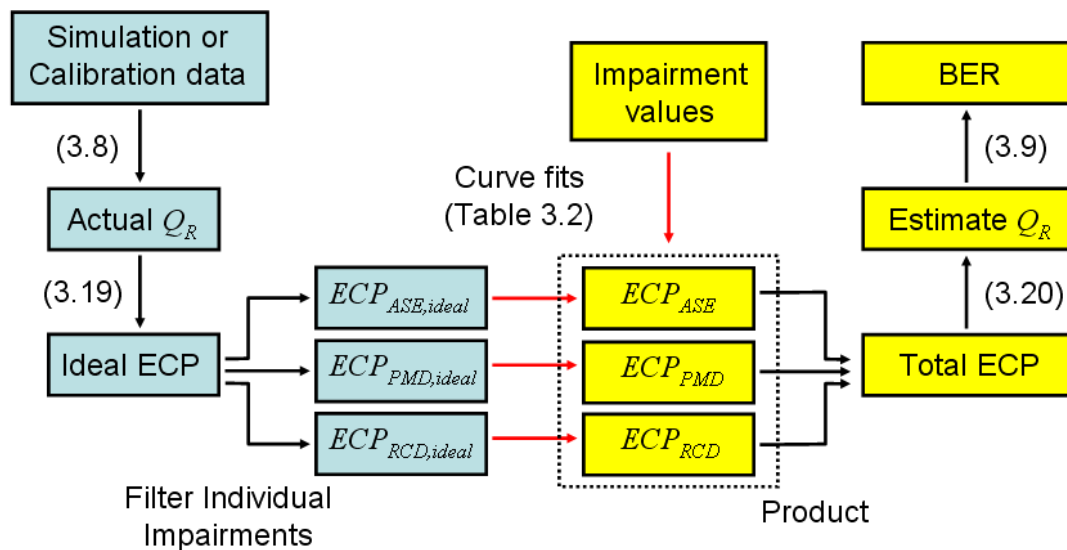 Simulation or
Calibration data
(3.8)
Actual Q_R
(3.19)
Ideal ECP
ECP_ASE,ideal
ECP_PMD,ideal
ECP_RCD,ideal
Filter Individual
Impairments
Impairment
values
Curve fits
(Table 3.2)
ECP_ASE
ECP_PMD
ECP_RCD
Product
BER
(3.9)
Estimate Q_R
(3.20)
Total ECP